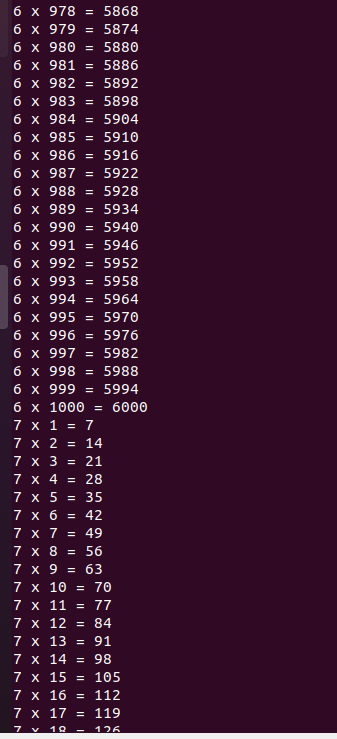 6 x 978 = 5868
6 x 979 = 5874
6 x 980 = 5880
6 x 981 = 5886
6 x 982 = 5892
6 x 983 = 5898
6 x 984 = 5904
6 x 985 = 5910
6 x 986 = 5916
6 x 987 = 5922
6 x 988 = 5928
6 x 989 = 5934
6 x 990 = 5940
6 x 991 = 5946
6 x 992 = 5952
6 x 993 = 5958
6 x 994 = 5964
6 x 995 = 5970
6 x 996 = 5976
6 x 997 = 5982
6 x 998 = 5988
6 x 999 = 5994
6 x 1000 = 6000
7 x 1 = 7
7 x 2 = 14
7 x 3 = 21
7 x 4 = 28
7 x 5 = 35
7 x 6 = 42
7 x 7 = 49
7 x 8 = 56
7 x 9 = 63
7 x 10 = 70
7 x 11 = 77
7 x 12 = 84
7 x 13 = 91
7 x 14 = 98
7 x 15 = 105
7 x 16 = 112
7 x 17 = 119
7 x 18 = 126